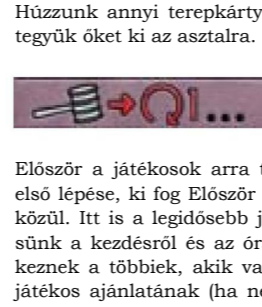 Húzzunk annyi terepkárty
tegyük őket ki az asztalra.
Először a játékosok arra t
első lépése, ki fog Először
közül. Itt is a legidősebb j
sünk a kezdésről és az ór
keznek a többiek, akik va
játékos ajánlatának (ha ne